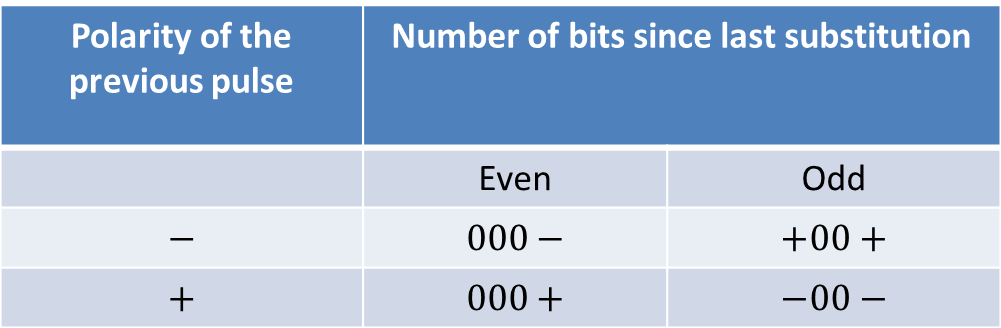 Polarity of the previous pulse
Number of bits since last substitution
Even
Odd
−
000 −
+00 +
+
000 +
−00 −